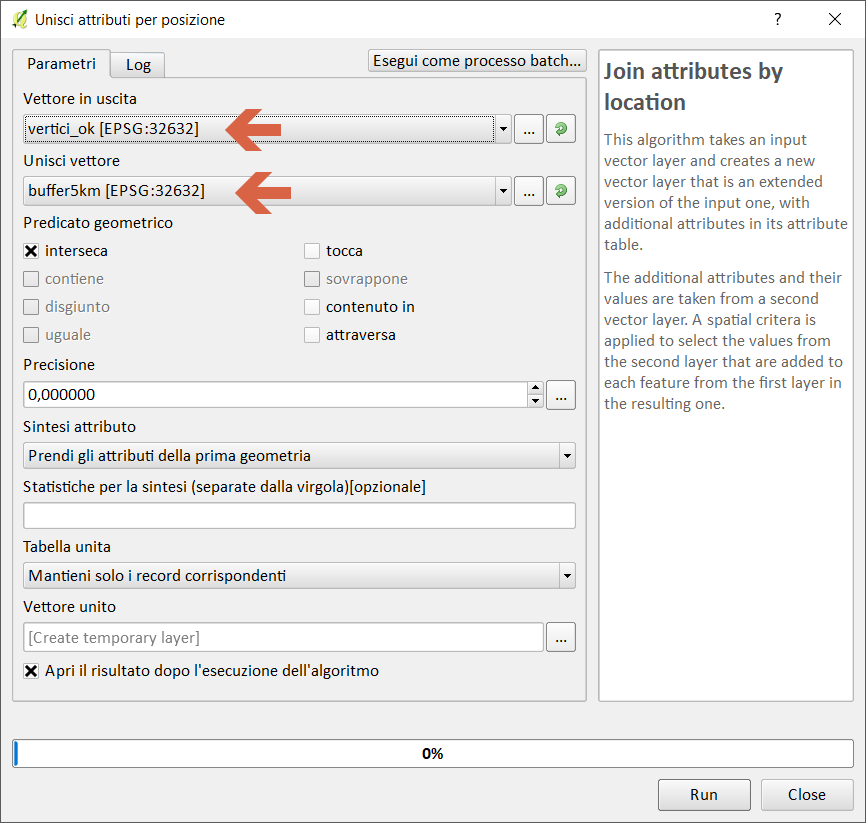 Unisci attributi per posizione
?
Parametri
Log
Esegui come processo batch...
Vettore in uscita
vertici_ok [EPSG:32632]
...
Unisci vettore
buffer5km [EPSG:32632]
...
Predicato geometrico
interseca
tocca
contiene
sovrappone
disgiunto
contenuto in
uguale
attraversa
Precisione
0,000000
...
Sintesi attributo
Prendi gli attributi della prima geometria
Statistiche per la sintesi (separate dalla virgola)[opzionale]
Tabella unita
Mantieni solo i record corrispondenti
Vettore unito
[Create temporary layer]
...
Apri il risultato dopo l'esecuzione dell'algoritmo
Join attributes by
location
This algorithm takes an input
vector layer and creates a new
vector layer that is an extended
version of the input one, with
additional attributes in its attribute
table.
The additional attributes and their
values are taken from a second
vector layer. A spatial critera is
applied to select the values from
the second layer that are added to
each feature from the first layer in
the resulting one.
0%
Run
Close